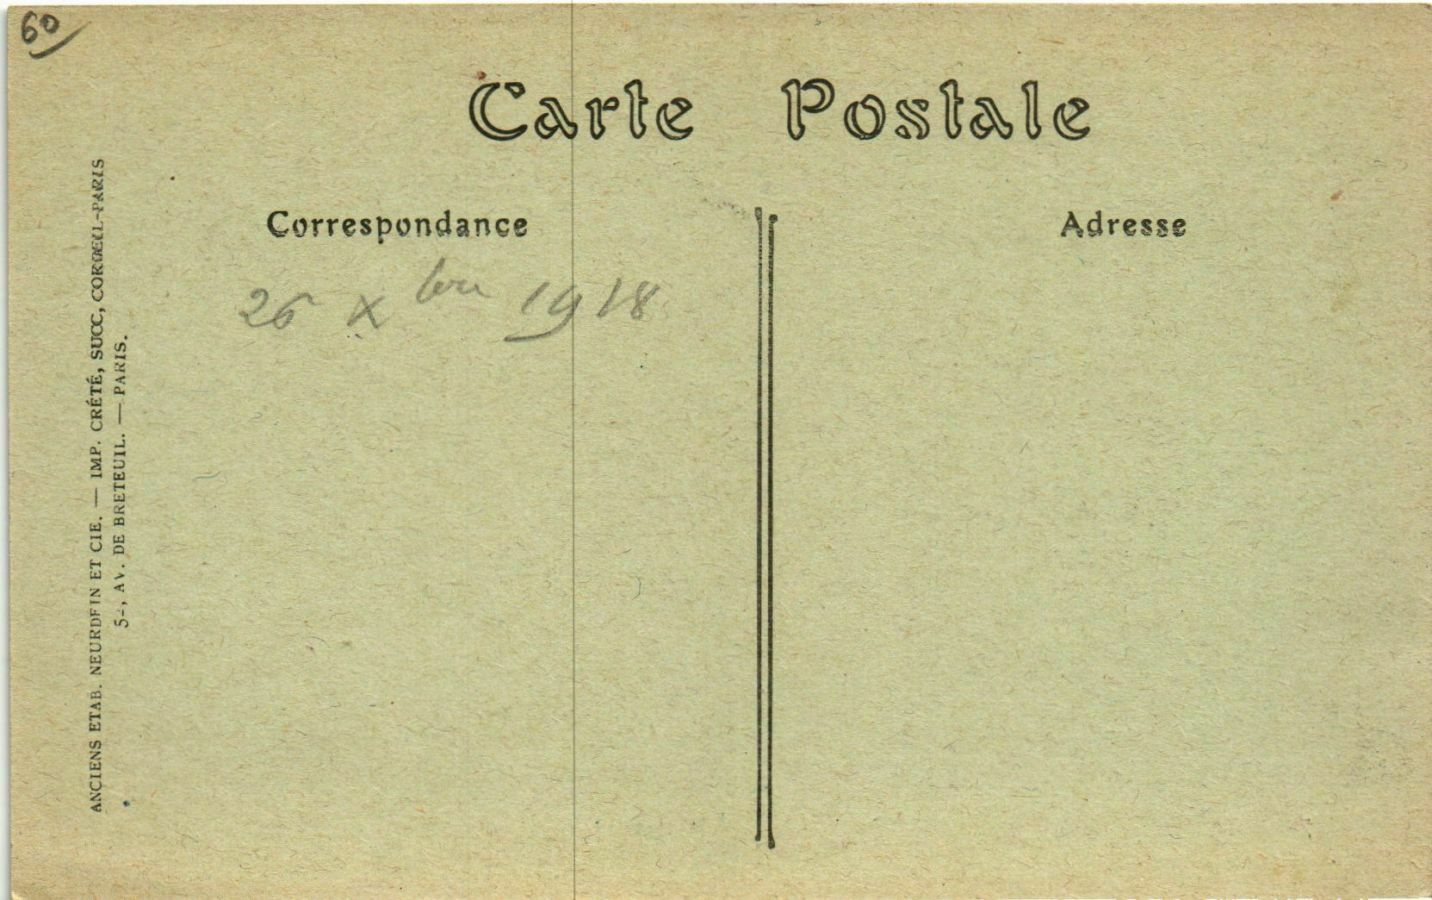 60
Carte Postale
Correspondance
Adresse
26 Xbre 1918
ANCIENS ETAB. NEURDEIN ET CIE. — IMP. CRÉTÉ, SUCC, CORBEIL-PARIS
AV. DE BRETEUIL. — PARIS.